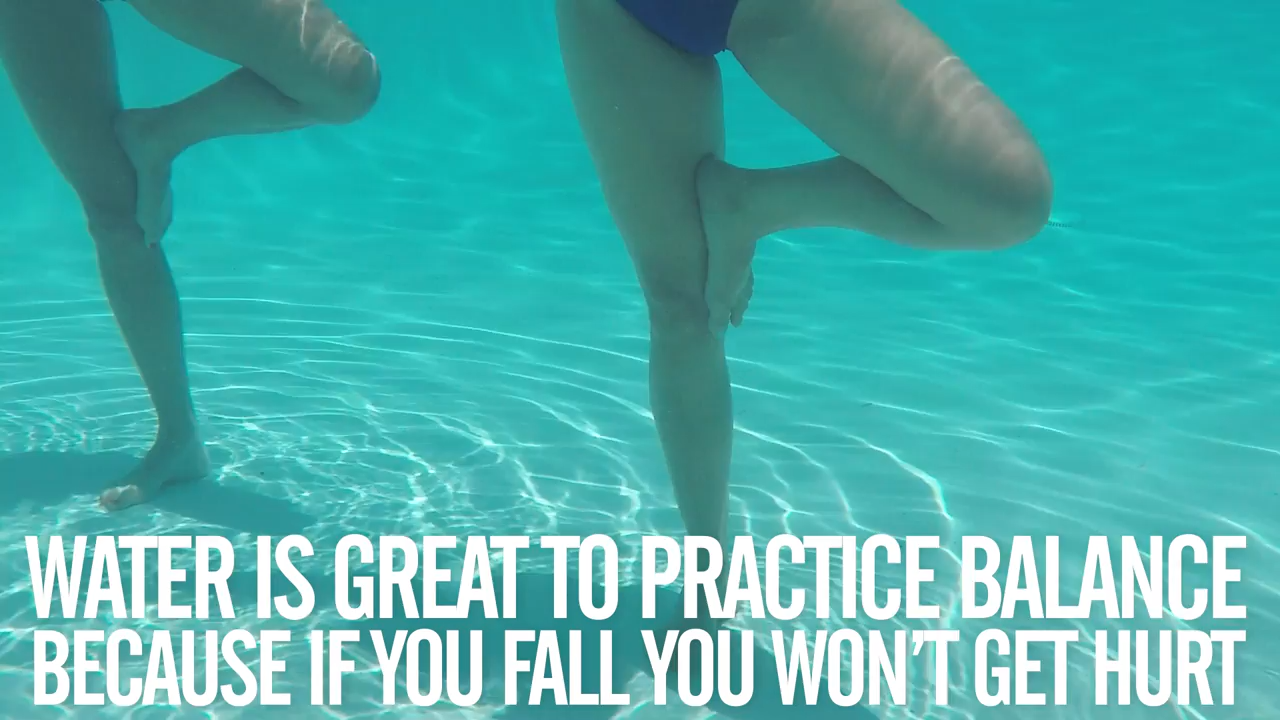 WATER IS GREAT TO PRACTICE BALANCE
BECAUSE IF YOU FALL YOU WON'T GET HURT